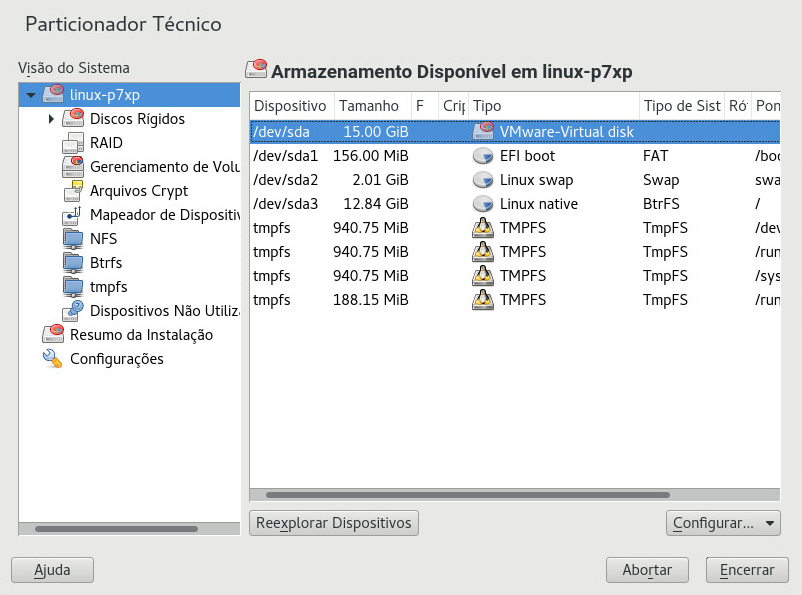 Particionador Técnico
Visão do Sistema
linux-p7xp
Discos Rígidos
RAID
Gerenciamento de Volu
Arquivos Crypt
Mapeador de Dispositiv
NFS
Btrfs
tmpfs
Dispositivos Não Utiliza
Resumo da Instalação
Configurações
Armazenamento Disponível em linux-p7xp
Dispositivo Tamanho F Crip Tipo Tipo de Sist Ró Pon
/dev/sda 15.00 GiB VMware-Virtual disk
/dev/sda1 156.00 MiB EFI boot FAT /boo
/dev/sda2 2.01 GiB Linux swap Swap swa
/dev/sda3 12.84 GiB Linux native BtrFS /
tmpfs 940.75 MiB TMPFS TmpFS /dev
tmpfs 940.75 MiB TMPFS TmpFS /run
tmpfs 940.75 MiB TMPFS TmpFS /sys
tmpfs 188.15 MiB TMPFS TmpFS /run
Reexplorar Dispositivos Configurar...
Ajuda Abortar Encerrar